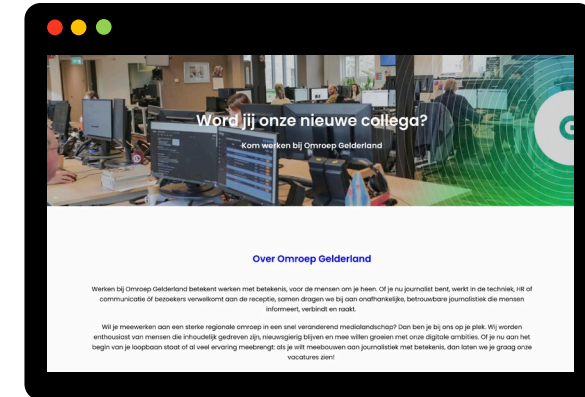 Word jij onze nieuwe collega?
Kom werken bij Omroep Gelderland
G
Over Omroep Gelderland
Werken bij Omroep Gelderland betekent werken met betekenis, voor de mensen om je heen. Of je nu journalist bent, werkt in de techniek, HR of
communicatie óf bezoekers verwelkomt aan de receptie, samen dragen we bij aan onafhankelijke, betrouwbare journalistiek die mensen
informeert, verbindt en raakt.
Wil je meewerken aan een sterke regionale omroep in een snel veranderend medialandschap? Dan ben je bij ons op je plek. Wij worden
enthousiast van mensen die inhoudelijk gedreven zijn, nieuwsgierig blijven en mee willen groeien met onze digitale ambities. Of je nu aan het
begin van je loopbaan staat of al veel ervaring meebrengt: als je wilt meebouwen aan journalistiek met betekenis, dan laten we je graag onze
vacatures zien!